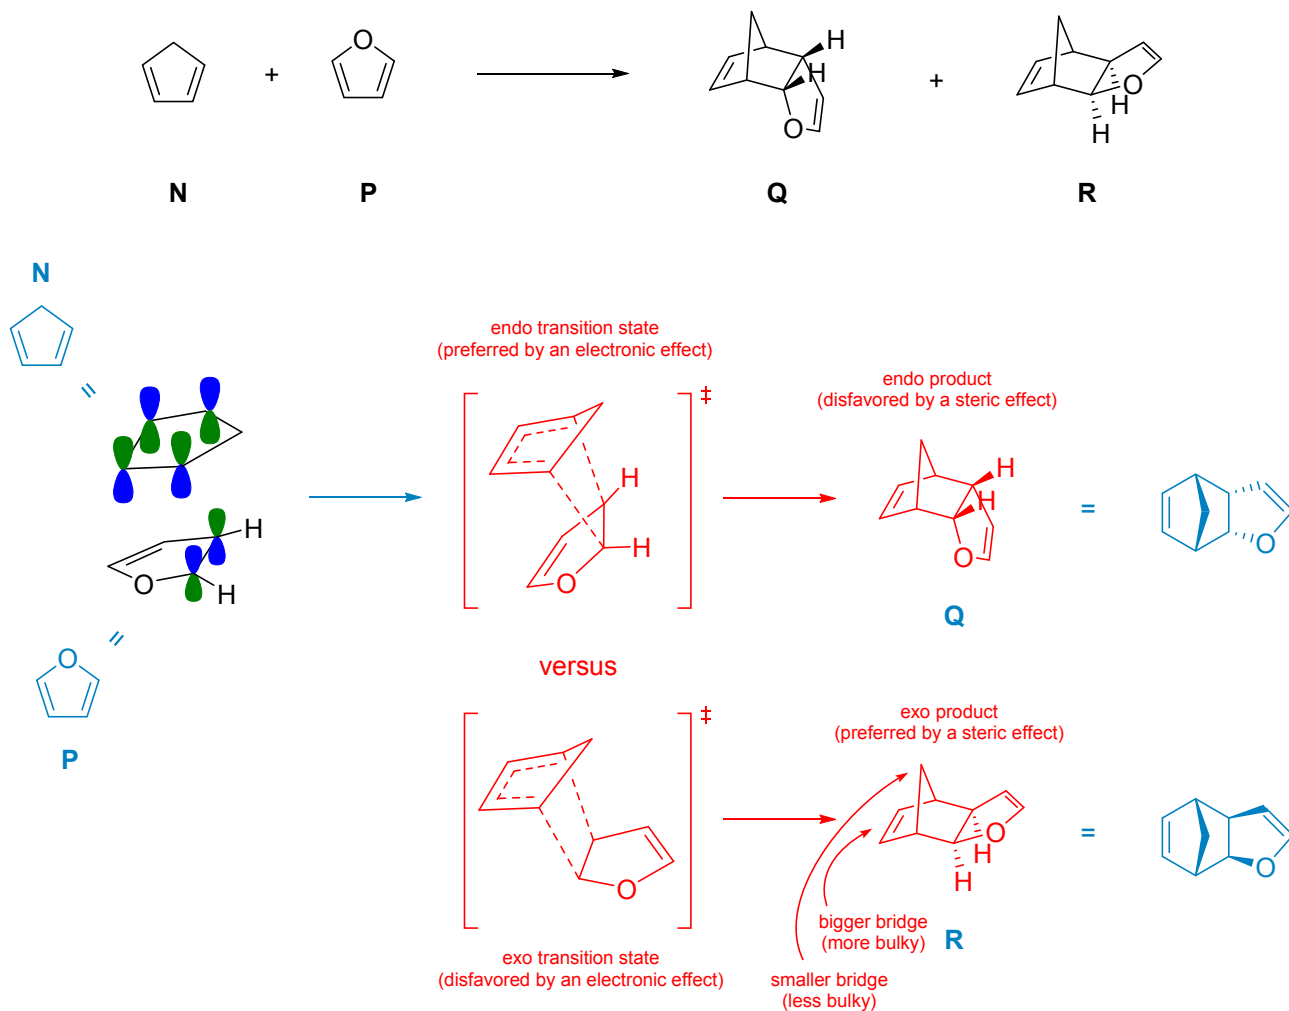 O
H
H
O
O
H
H
+
+
N
P
Q
R
N
=
endo transition state
(preferred by an electronic effect)
‡
endo product
(disfavored by a steric effect)
H
H
O
H
H
O
H
H
O
=
O
Q
=
O
P
versus
‡
exo product
(preferred by a steric effect)
O
O
H
H
=
O
bigger bridge
(more bulky)
R
exo transition state
(disfavored by an electronic effect)
smaller bridge
(less bulky)